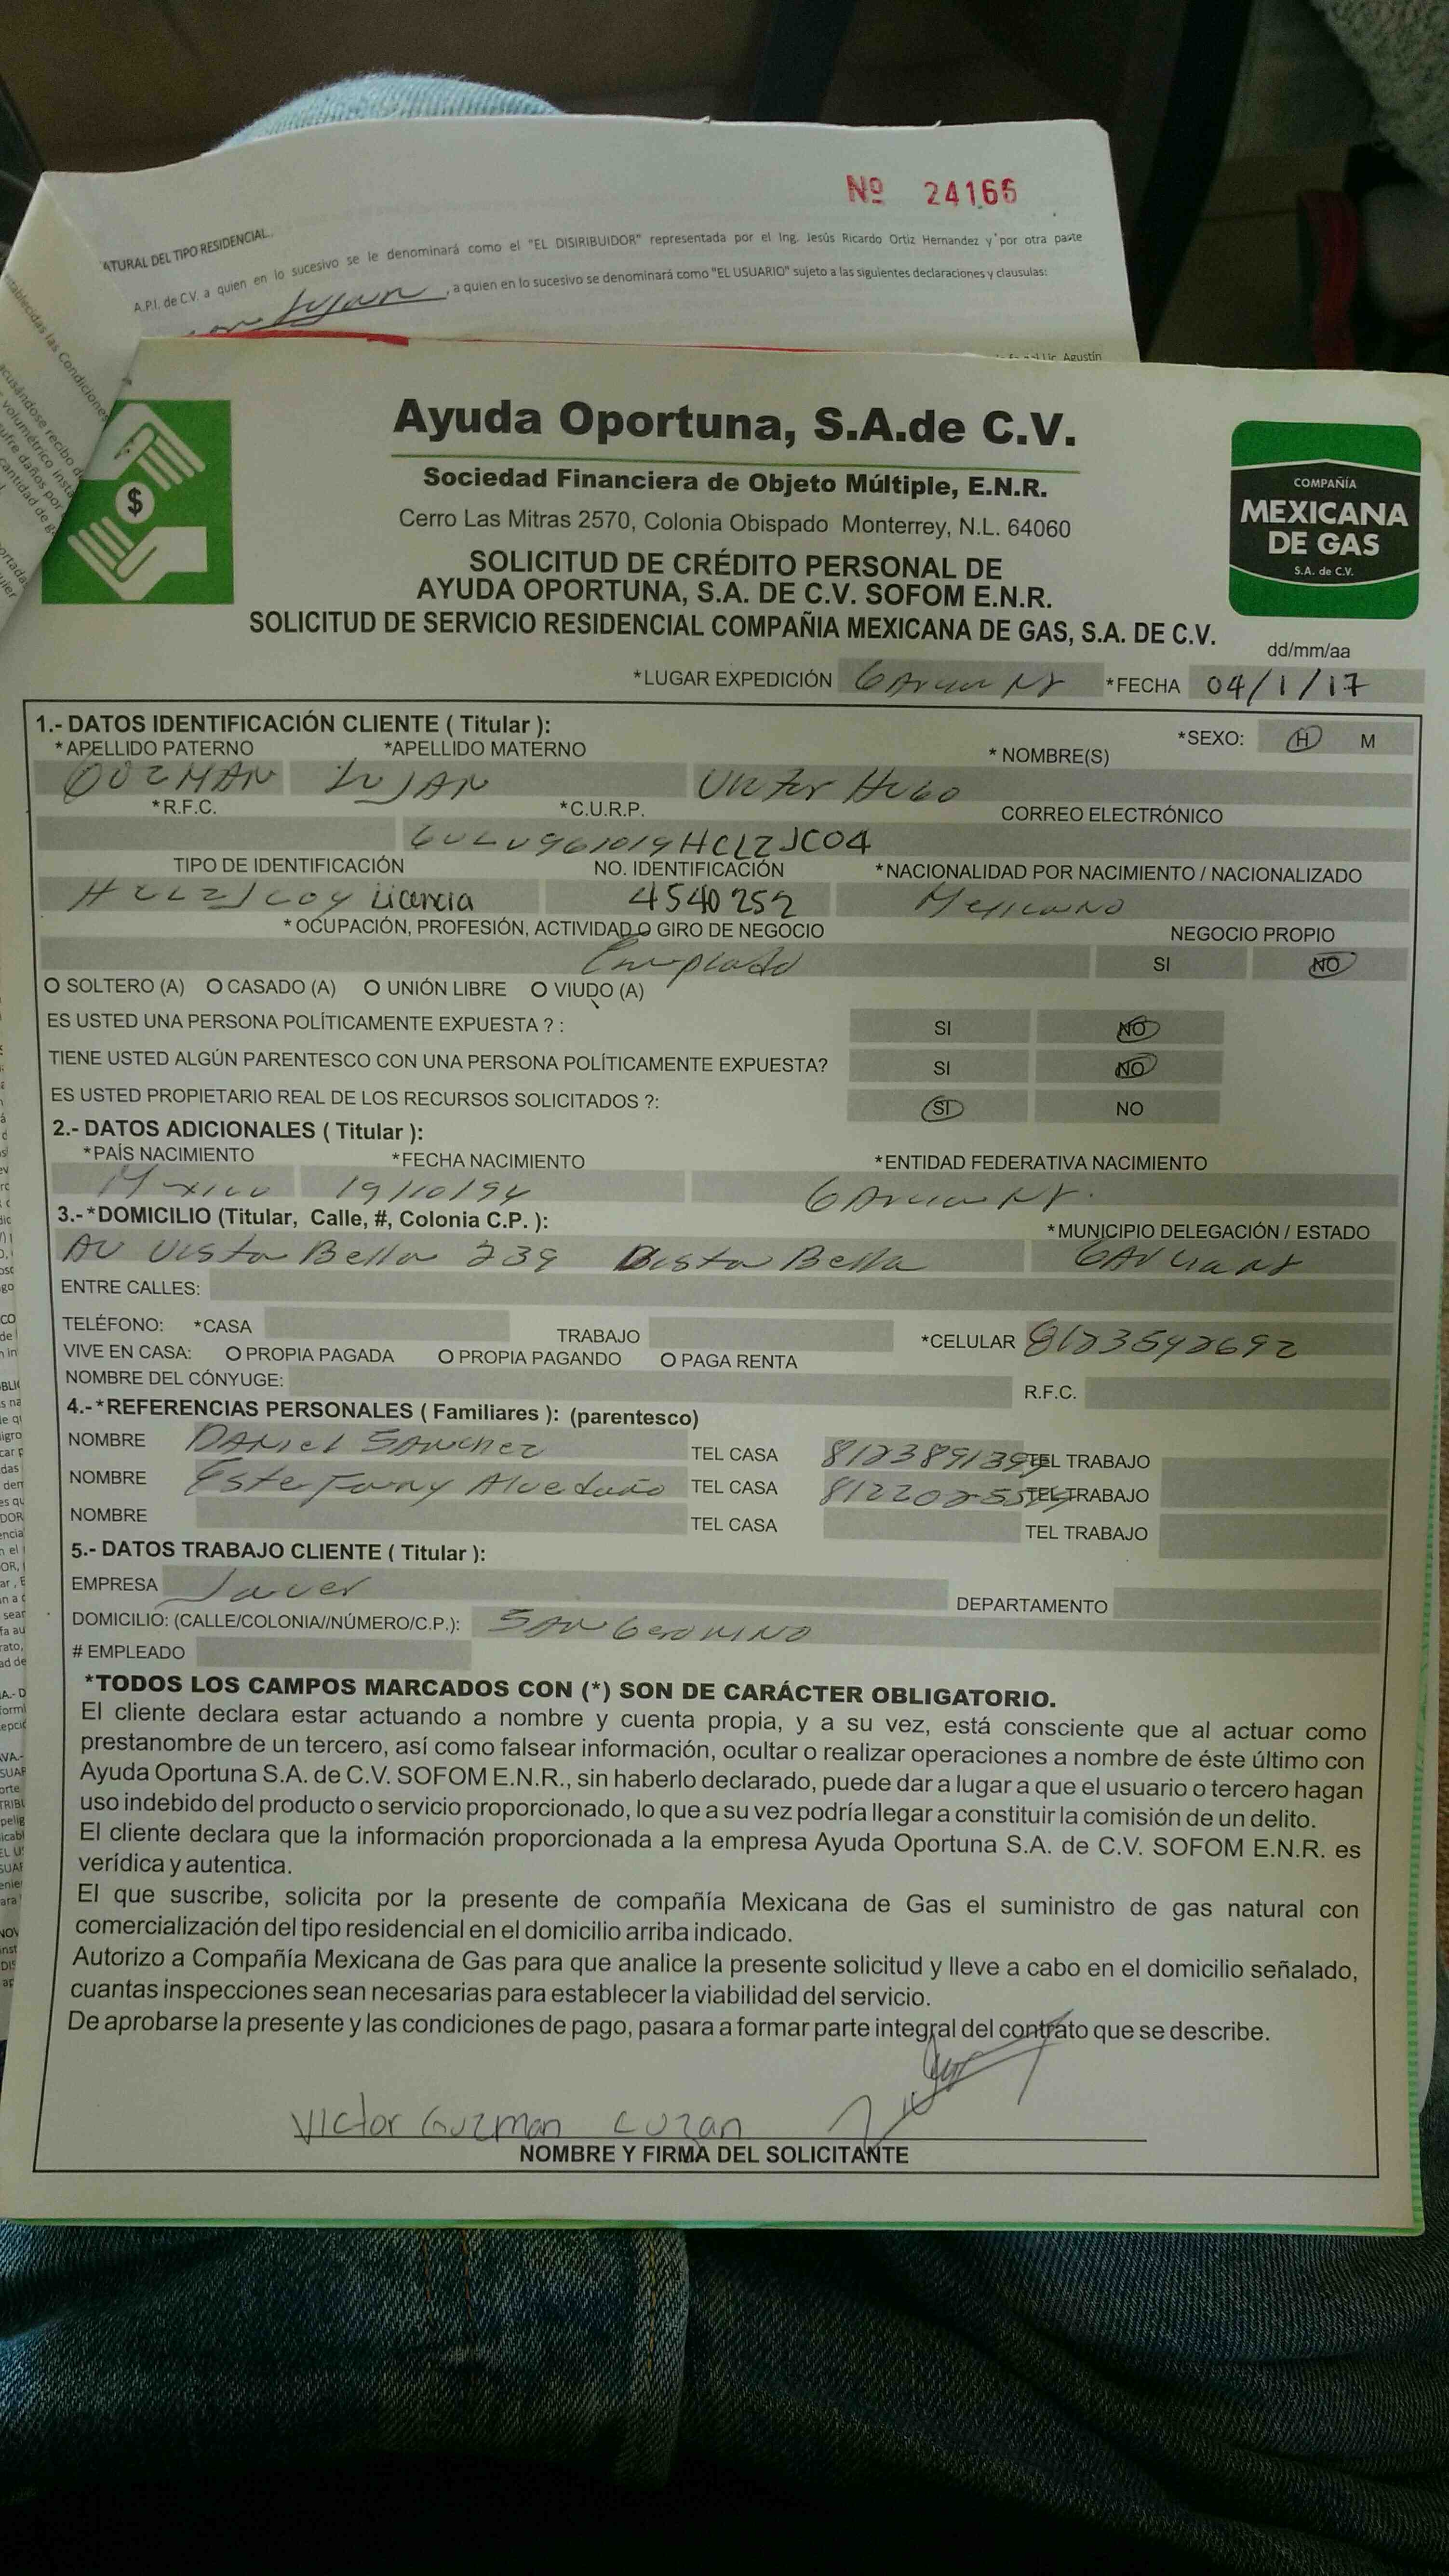 Nº 24166
ATURAL DEL TIPO RESIDENCIAL.
A.P.I. de C.V. a quien en lo sucesivo se le denominará como el "EL DISIRIBUIDOR" representada por el Ing. Jesús Ricardo Ortiz Hernandez y por otra parte
Lujan, a quien en lo sucesivo se denominará como "EL USUARIO" sujeto a las siguientes declaraciones y clausulas:
Lic. Agustín
Ayuda Oportuna, S.A.de C.V.
Sociedad Financiera de Objeto Múltiple, E.N.R.
Cerro Las Mitras 2570, Colonia Obispado Monterrey, N.L. 64060
COMPAÑÍA
MEXICANA
DE GAS
S.A. de C.V.
SOLICITUD DE CRÉDITO PERSONAL DE
AYUDA OPORTUNA, S.A. DE C.V. SOFOM E.N.R.
SOLICITUD DE SERVICIO RESIDENCIAL COMPAÑIA MEXICANA DE GAS, S.A. DE C.V.
dd/mm/aa
*LUGAR EXPEDICIÓN Garcia NL *FECHA 04/1/17
1.- DATOS IDENTIFICACIÓN CLIENTE ( Titular ):
*SEXO: H M
*APELLIDO PATERNO *APELLIDO MATERNO *NOMBRE(S)
GUZMAN LUJAN Victor Hugo
*R.F.C. *C.U.R.P. CORREO ELECTRÓNICO
GULV961019HCLZJC04
TIPO DE IDENTIFICACIÓN NO. IDENTIFICACIÓN *NACIONALIDAD POR NACIMIENTO / NACIONALIZADO
HCLZJC04 Licencia 4540252 Mexicano
* OCUPACIÓN, PROFESIÓN, ACTIVIDAD O GIRO DE NEGOCIO NEGOCIO PROPIO
Empleado SI NO
O SOLTERO (A) O CASADO (A) O UNIÓN LIBRE O VIUDO (A)
ES USTED UNA PERSONA POLÍTICAMENTE EXPUESTA ? : SI NO
TIENE USTED ALGÚN PARENTESCO CON UNA PERSONA POLÍTICAMENTE EXPUESTA? SI NO
ES USTED PROPIETARIO REAL DE LOS RECURSOS SOLICITADOS ?: SI NO
2.- DATOS ADICIONALES ( Titular ):
*PAÍS NACIMIENTO *FECHA NACIMIENTO *ENTIDAD FEDERATIVA NACIMIENTO
Mexico 19/10/94 Garcia NL.
3.-*DOMICILIO (Titular, Calle, #, Colonia C.P. ): *MUNICIPIO DELEGACIÓN / ESTADO
AV Vista Bella 239 Vista Bella Garcia NL
ENTRE CALLES:
TELÉFONO: *CASA TRABAJO *CELULAR 8123592692
VIVE EN CASA: O PROPIA PAGADA O PROPIA PAGANDO O PAGA RENTA
NOMBRE DEL CÓNYUGE: R.F.C.
4.-*REFERENCIAS PERSONALES ( Familiares ): (parentesco)
NOMBRE DANIEL SANCHEZ TEL CASA TEL TRABAJO
NOMBRE Estefany TEL CASA TEL TRABAJO
NOMBRE TEL CASA TEL TRABAJO
5.- DATOS TRABAJO CLIENTE ( Titular ):
EMPRESA Javer DEPARTAMENTO
DOMICILIO: (CALLE/COLONIA//NÚMERO/C.P.): SAN GERONIMO
# EMPLEADO
*TODOS LOS CAMPOS MARCADOS CON (*) SON DE CARÁCTER OBLIGATORIO.
El cliente declara estar actuando a nombre y cuenta propia, y a su vez, está consciente que al actuar como
prestanombre de un tercero, así como falsear información, ocultar o realizar operaciones a nombre de éste último con
Ayuda Oportuna S.A. de C.V. SOFOM E.N.R., sin haberlo declarado, puede dar a lugar a que el usuario o tercero hagan
uso indebido del producto o servicio proporcionado, lo que a su vez podría llegar a constituir la comisión de un delito.
El cliente declara que la información proporcionada a la empresa Ayuda Oportuna S.A. de C.V. SOFOM E.N.R. es
verídica y autentica.
El que suscribe, solicita por la presente de compañía Mexicana de Gas el suministro de gas natural con
comercialización del tipo residencial en el domicilio arriba indicado.
Autorizo a Compañía Mexicana de Gas para que analice la presente solicitud y lleve a cabo en el domicilio señalado,
cuantas inspecciones sean necesarias para establecer la viabilidad del servicio.
De aprobarse la presente y las condiciones de pago, pasara a formar parte integral del contrato que se describe.
Victor Guzman Luzan
NOMBRE Y FIRMA DEL SOLICITANTE